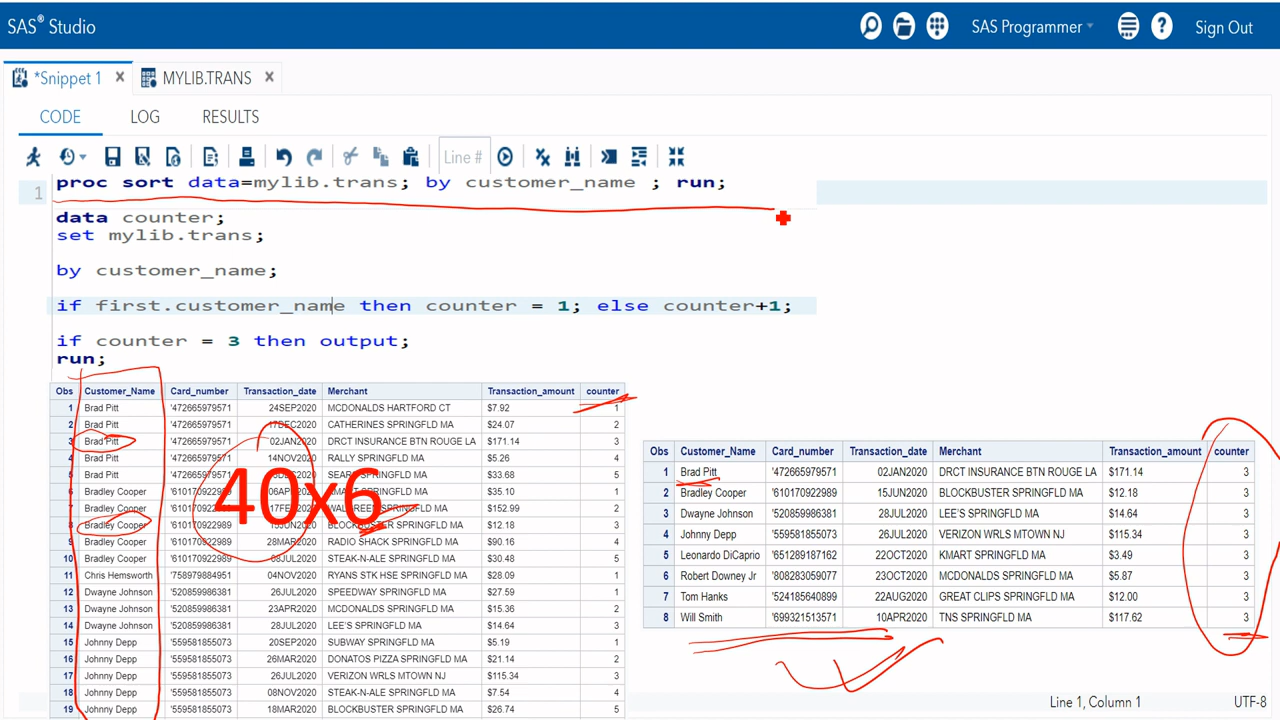 SAS® Studio
SAS Programmer
Sign Out
*Snippet 1 x
MYLIB.TRANS x
CODE LOG RESULTS
Line #
1
proc sort data=mylib.trans; by customer_name ; run;
data counter;
set mylib.trans;
by customer_name;
if first.customer_name then counter = 1; else counter+1;
if counter = 3 then output;
run;
Obs Customer_Name Card_number Transaction_date Merchant Transaction_amount counter
1 Brad Pitt '472665979571 24SEP2020 MCDONALDS HARTFORD CT $7.92 1
2 Brad Pitt '472665979571 17DEC2020 CATHERINES SPRINGFLD MA $24.07 2
3 Brad Pitt '472665979571 02JAN2020 DRCT INSURANCE BTN ROUGE LA $171.14 3
4 Brad Pitt '472665979571 14NOV2020 RALLY SPRINGFLD MA $5.26 4
5 Brad Pitt '472665979571 SEARS SPRINGFLD MA $33.68 5
6 Bradley Cooper '610170922989 KMART SPRINGFLD MA $35.10 1
7 Bradley Cooper '610170922989 WALGREEN SPRINGFLD MA $152.99 2
8 Bradley Cooper '610170922989 15JUN2020 BLOCKBUSTER SPRINGFLD MA $12.18 3
9 Bradley Cooper '610170922989 28MAR2020 RADIO SHACK SPRINGFLD MA $90.16 4
10 Bradley Cooper '610170922989 STEAK-N-ALE SPRINGFLD MA $30.48 5
11 Chris Hemsworth '758979884951 04NOV2020 RYANS STK HSE SPRINGFLD MA $28.09 1
12 Dwayne Johnson '520859986381 26JUL2020 SPEEDWAY SPRINGFLD MA $27.59 1
13 Dwayne Johnson '520859986381 23APR2020 MCDONALDS SPRINGFLD MA $15.36 2
14 Dwayne Johnson '520859986381 28JUL2020 LEE'S SPRINGFLD MA $14.64 3
15 Johnny Depp '559581855073 20SEP2020 SUBWAY SPRINGFLD MA $5.19 1
16 Johnny Depp '559581855073 26MAR2020 DONATOS PIZZA SPRINGFLD MA $21.14 2
17 Johnny Depp '559581855073 26JUL2020 VERIZON WRLS MTOWN NJ $115.34 3
18 Johnny Depp '559581855073 08NOV2020 STEAK-N-ALE SPRINGFLD MA $7.54 4
19 Johnny Depp '559581855073 18MAR2020 BLOCKBUSTER SPRINGFLD MA $26.74 5
40x6
Obs Customer_Name Card_number Transaction_date Merchant Transaction_amount counter
1 Brad Pitt '472665979571 02JAN2020 DRCT INSURANCE BTN ROUGE LA $171.14 3
2 Bradley Cooper '610170922989 15JUN2020 BLOCKBUSTER SPRINGFLD MA $12.18 3
3 Dwayne Johnson '520859986381 28JUL2020 LEE'S SPRINGFLD MA $14.64 3
4 Johnny Depp '559581855073 26JUL2020 VERIZON WRLS MTOWN NJ $115.34 3
5 Leonardo DiCaprio '651289187162 22OCT2020 KMART SPRINGFLD MA $3.49 3
6 Robert Downey Jr '808283059077 23OCT2020 MCDONALDS SPRINGFLD MA $5.87 3
7 Tom Hanks '524185640899 22AUG2020 GREAT CLIPS SPRINGFLD MA $12.00 3
8 Will Smith '699321513571 10APR2020 TNS SPRINGFLD MA $117.62 3
Line 1, Column 1
UTF-8